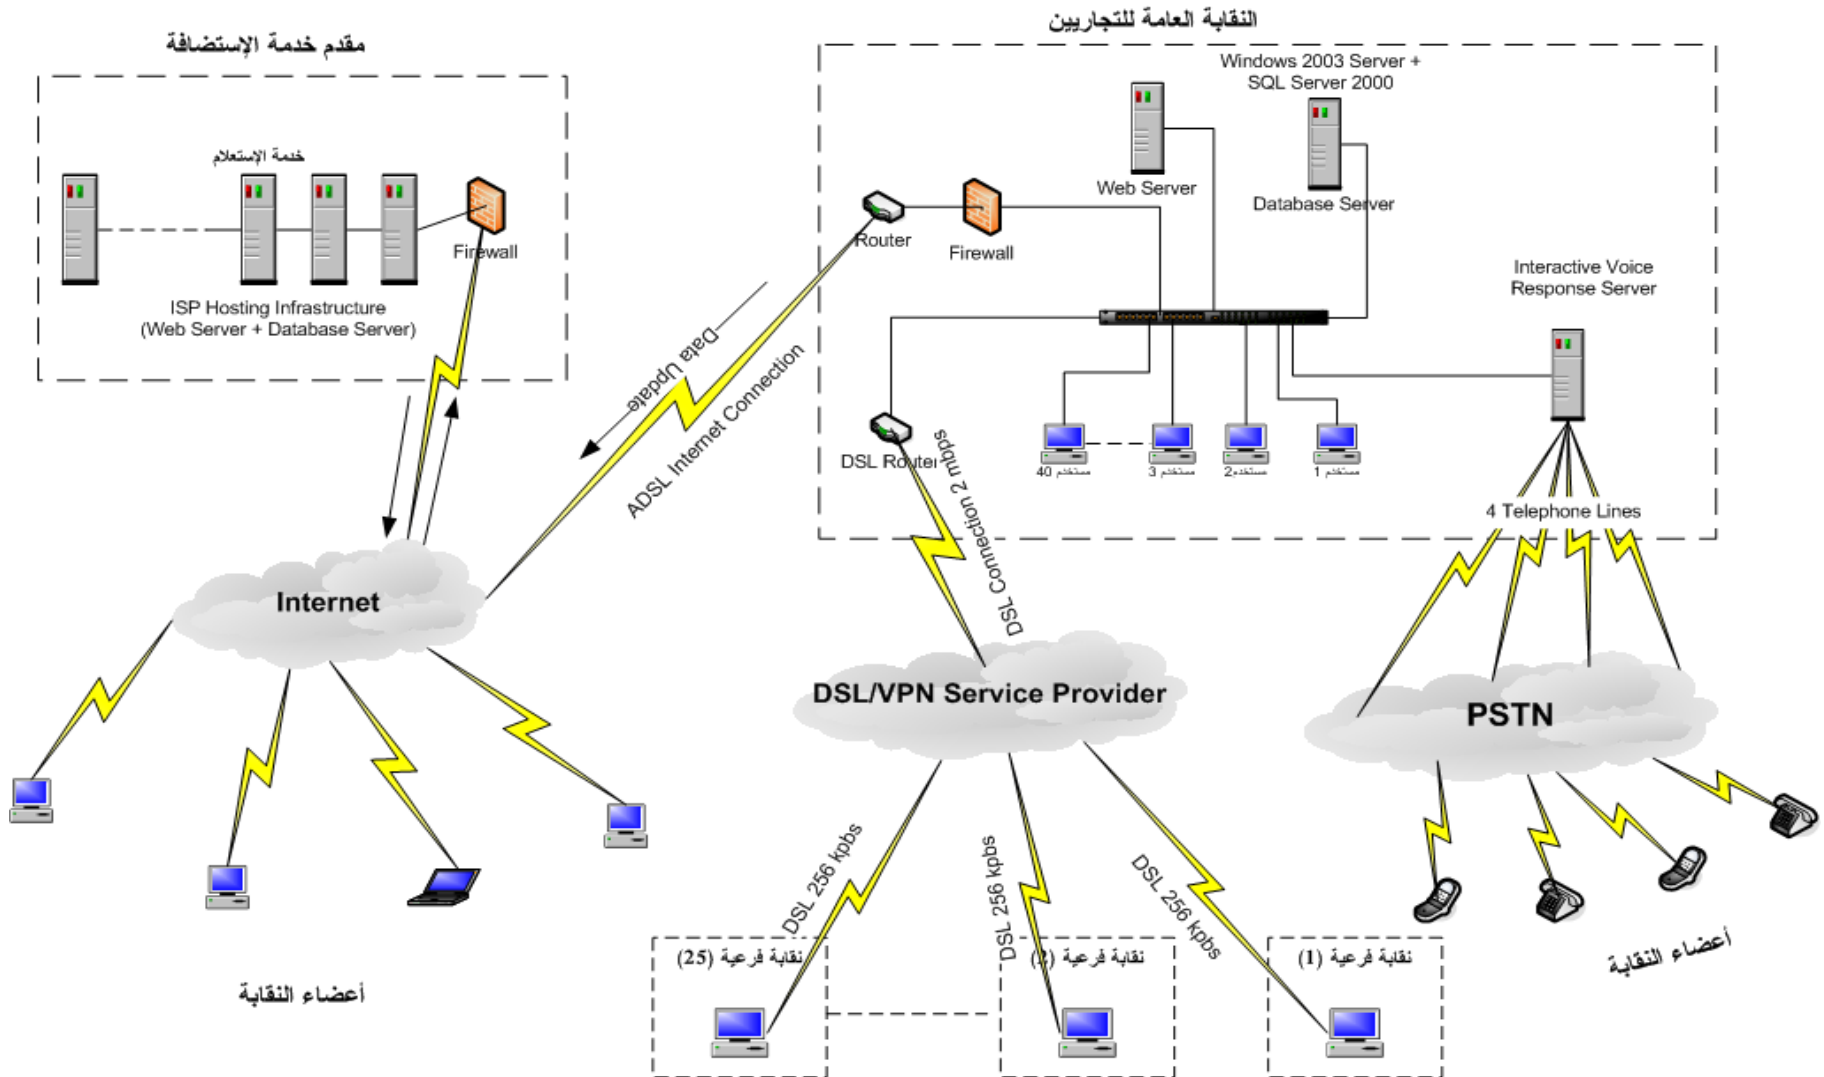 النقابة العامة للتجاريين
مقدم خدمة الإستضافة
Windows 2003 Server +
SQL Server 2000
خدمة الإستعلام
Web Server
Database Server
Router
Firewall
Firewall
Interactive Voice
Response Server
ISP Hosting Infrastructure
(Web Server + Database Server)
Data Update
ADSL Internet Connection
DSL Router
DSL Connection 2 mbps
مستخدم 40
مستخدم 3
مستخدم2
مستخدم 1
4 Telephone Lines
Internet
DSL/VPN Service Provider
PSTN
DSL 256 kpbs
DSL 256 kpbs
DSL 256 kpbs
نقابة فرعية (25)
نقابة فرعية (2)
نقابة فرعية (1)
أعضاء النقابة
أعضاء النقابة